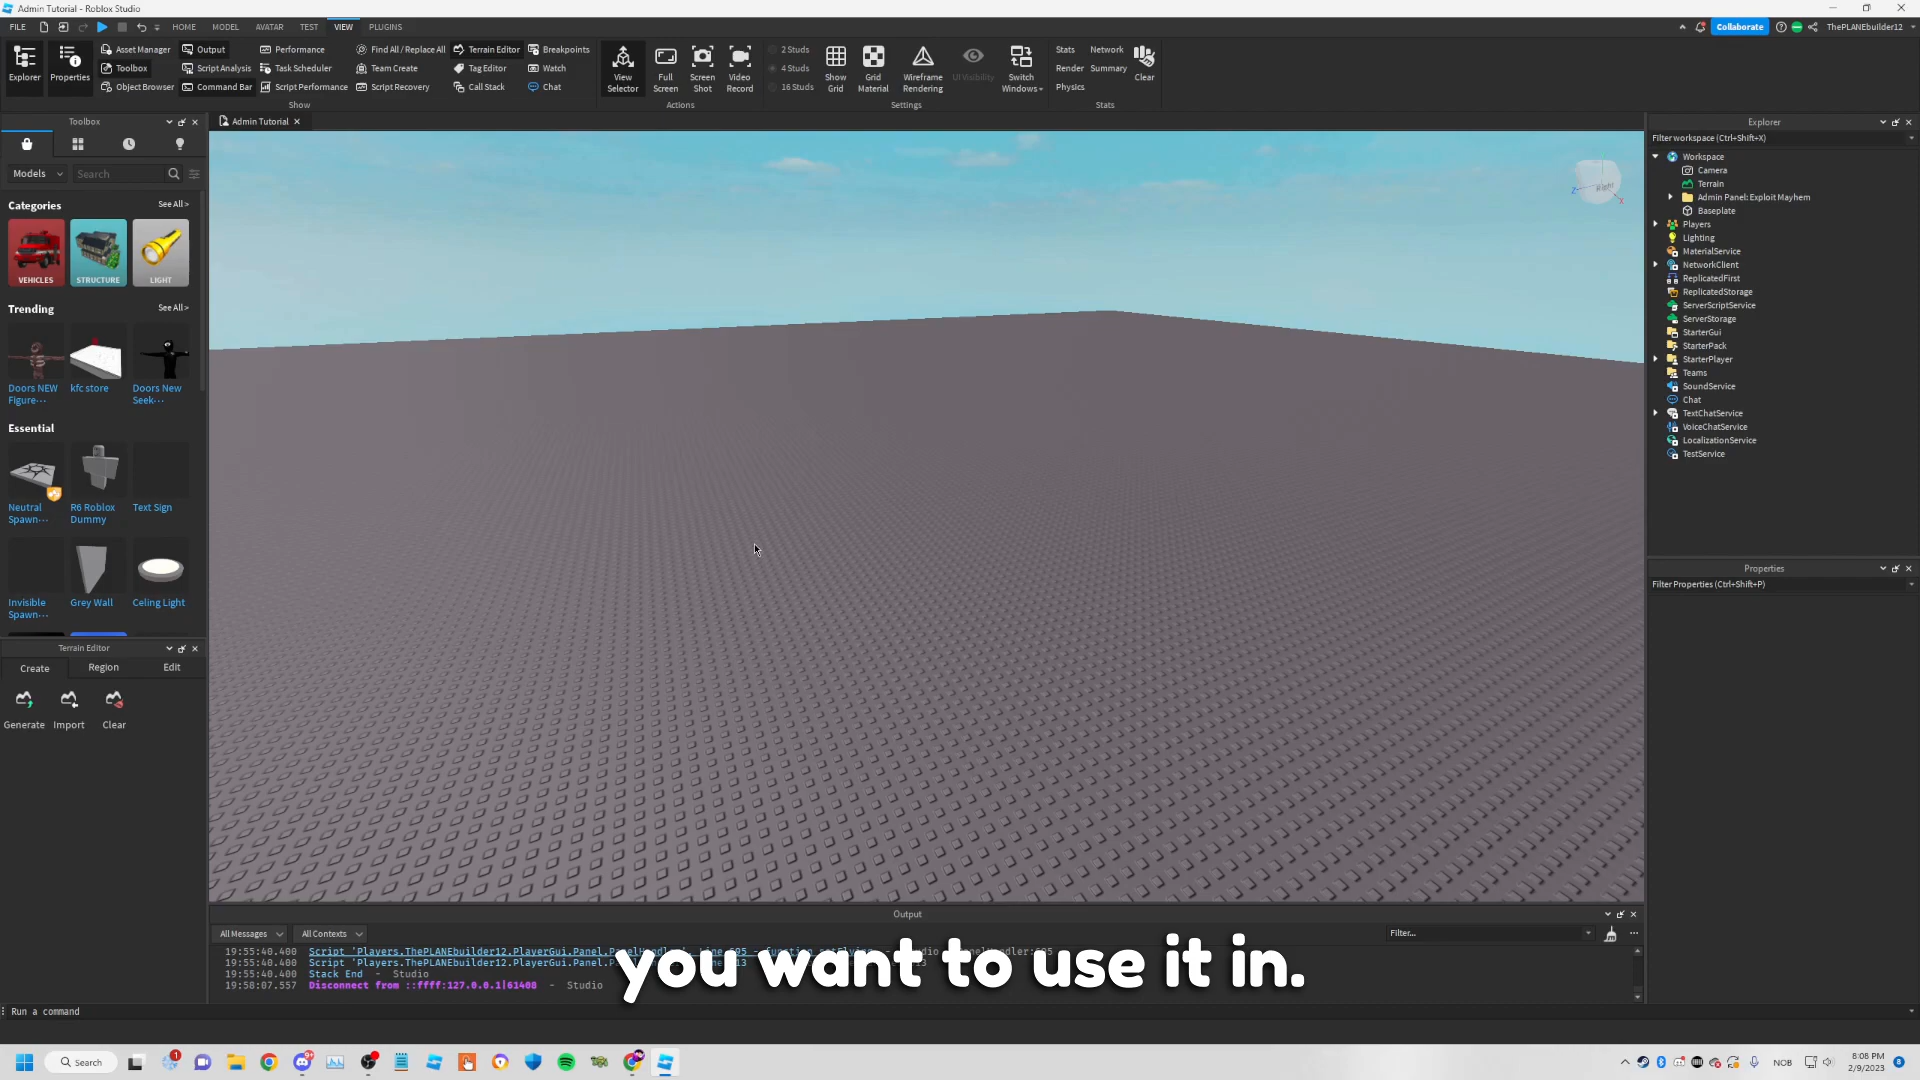 Admin Tutorial - Roblox Studio
FILE HOME MODEL AVATAR TEST VIEW PLUGINS
Collaborate ThePLANEbuilder12
Explorer
Properties
Asset Manager
Toolbox
Object Browser
Output
Script Analysis
Command Bar
Performance
Task Scheduler
Script Performance
Find All / Replace All
Team Create
Script Recovery
Terrain Editor
Tag Editor
Call Stack
Breakpoints
Watch
Chat
Show
View Selector
Full Screen
Screen Shot
Video Record
Actions
2 Studs
4 Studs
16 Studs
Show Grid
Grid Material
Wireframe Rendering
UI Visibility
Switch Windows
Settings
Stats
Render
Physics
Network
Summary
Clear
Stats
Toolbox
Models
Search
Categories See All >
VEHICLES STRUCTURE LIGHT
Trending See All >
Doors NEW Figure...
kfc store
Doors New Seek...
Essential
Neutral Spawn...
R6 Roblox Dummy
Text Sign
Invisible Spawn...
Grey Wall
Celing Light
Terrain Editor
Create Region Edit
Generate Import Clear
Admin Tutorial
Right
Z
X
Explorer
Filter workspace (Ctrl+Shift+X)
Workspace
Camera
Terrain
Admin Panel: Exploit Mayhem
Baseplate
Players
Lighting
MaterialService
NetworkClient
ReplicatedFirst
ReplicatedStorage
ServerScriptService
ServerStorage
StarterGui
StarterPack
StarterPlayer
Teams
SoundService
Chat
TextChatService
VoiceChatService
LocalizationService
TestService
Properties
Filter Properties (Ctrl+Shift+P)
Output
All Messages All Contexts Filter...
19:55:40.400 Script 'Players.ThePLANEbuilder12.PlayerGui.Panel.PanelHandler', Line 695
19:55:40.400 Script 'Players.ThePLANEbuilder12.PlayerGui.Panel.P
19:55:40.400 Stack End - Studio
19:58:07.557 Disconnect from ::ffff:127.0.0.1|61408 - Studio
you want to use it in.
Run a command
Search
NOB
8:08 PM
2/9/2023
8